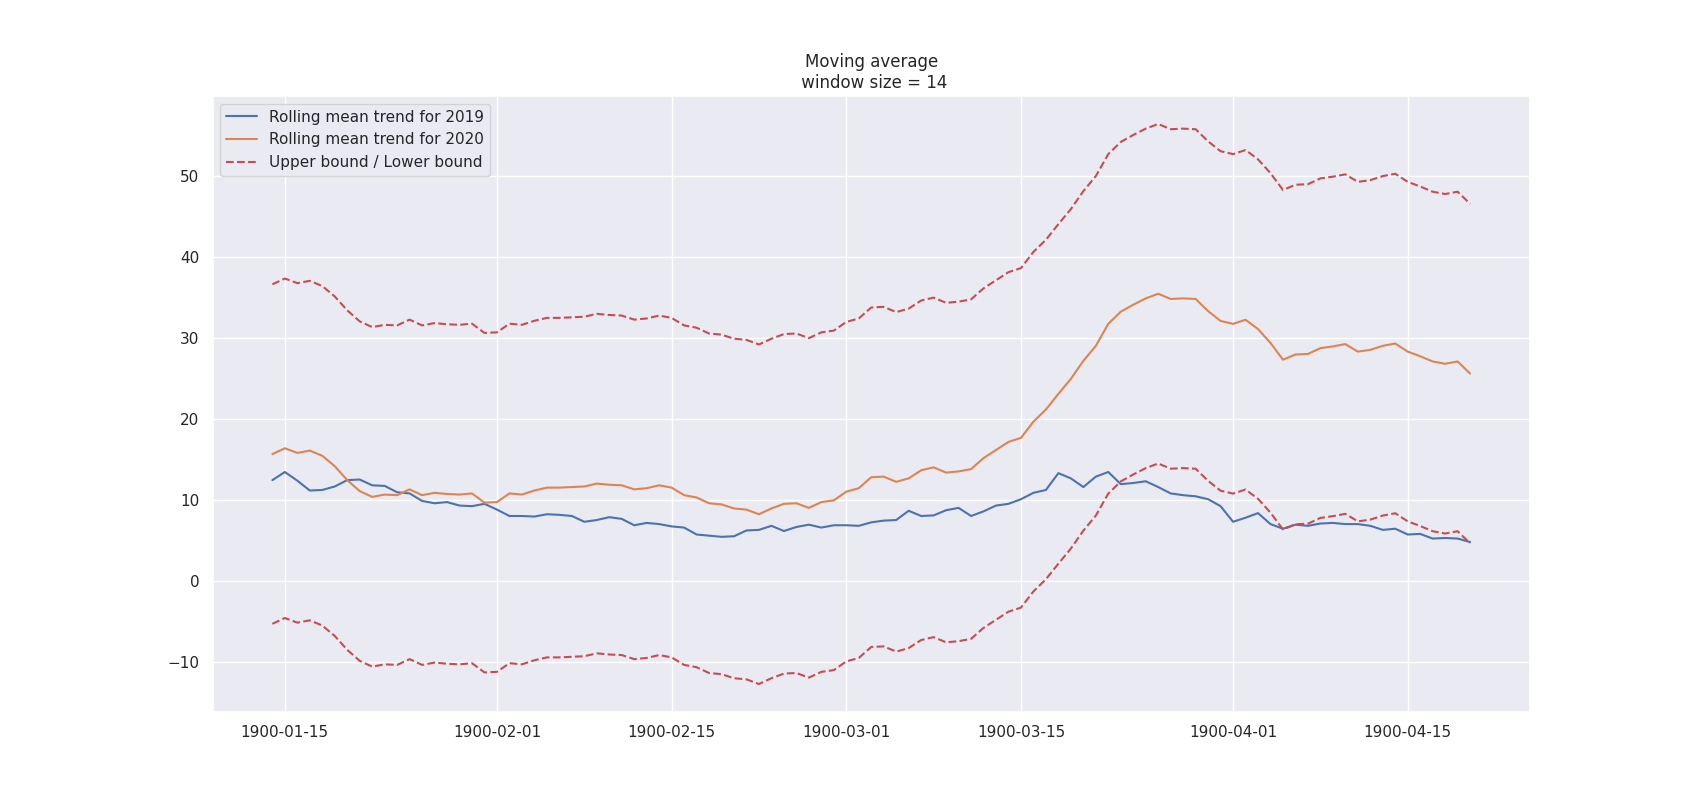 Moving average
window size = 14
Rolling mean trend for 2019
Rolling mean trend for 2020
Upper bound / Lower bound
50
40
30
20
10
0
−10
1900-01-15 1900-02-01 1900-02-15 1900-03-01 1900-03-15 1900-04-01 1900-04-15